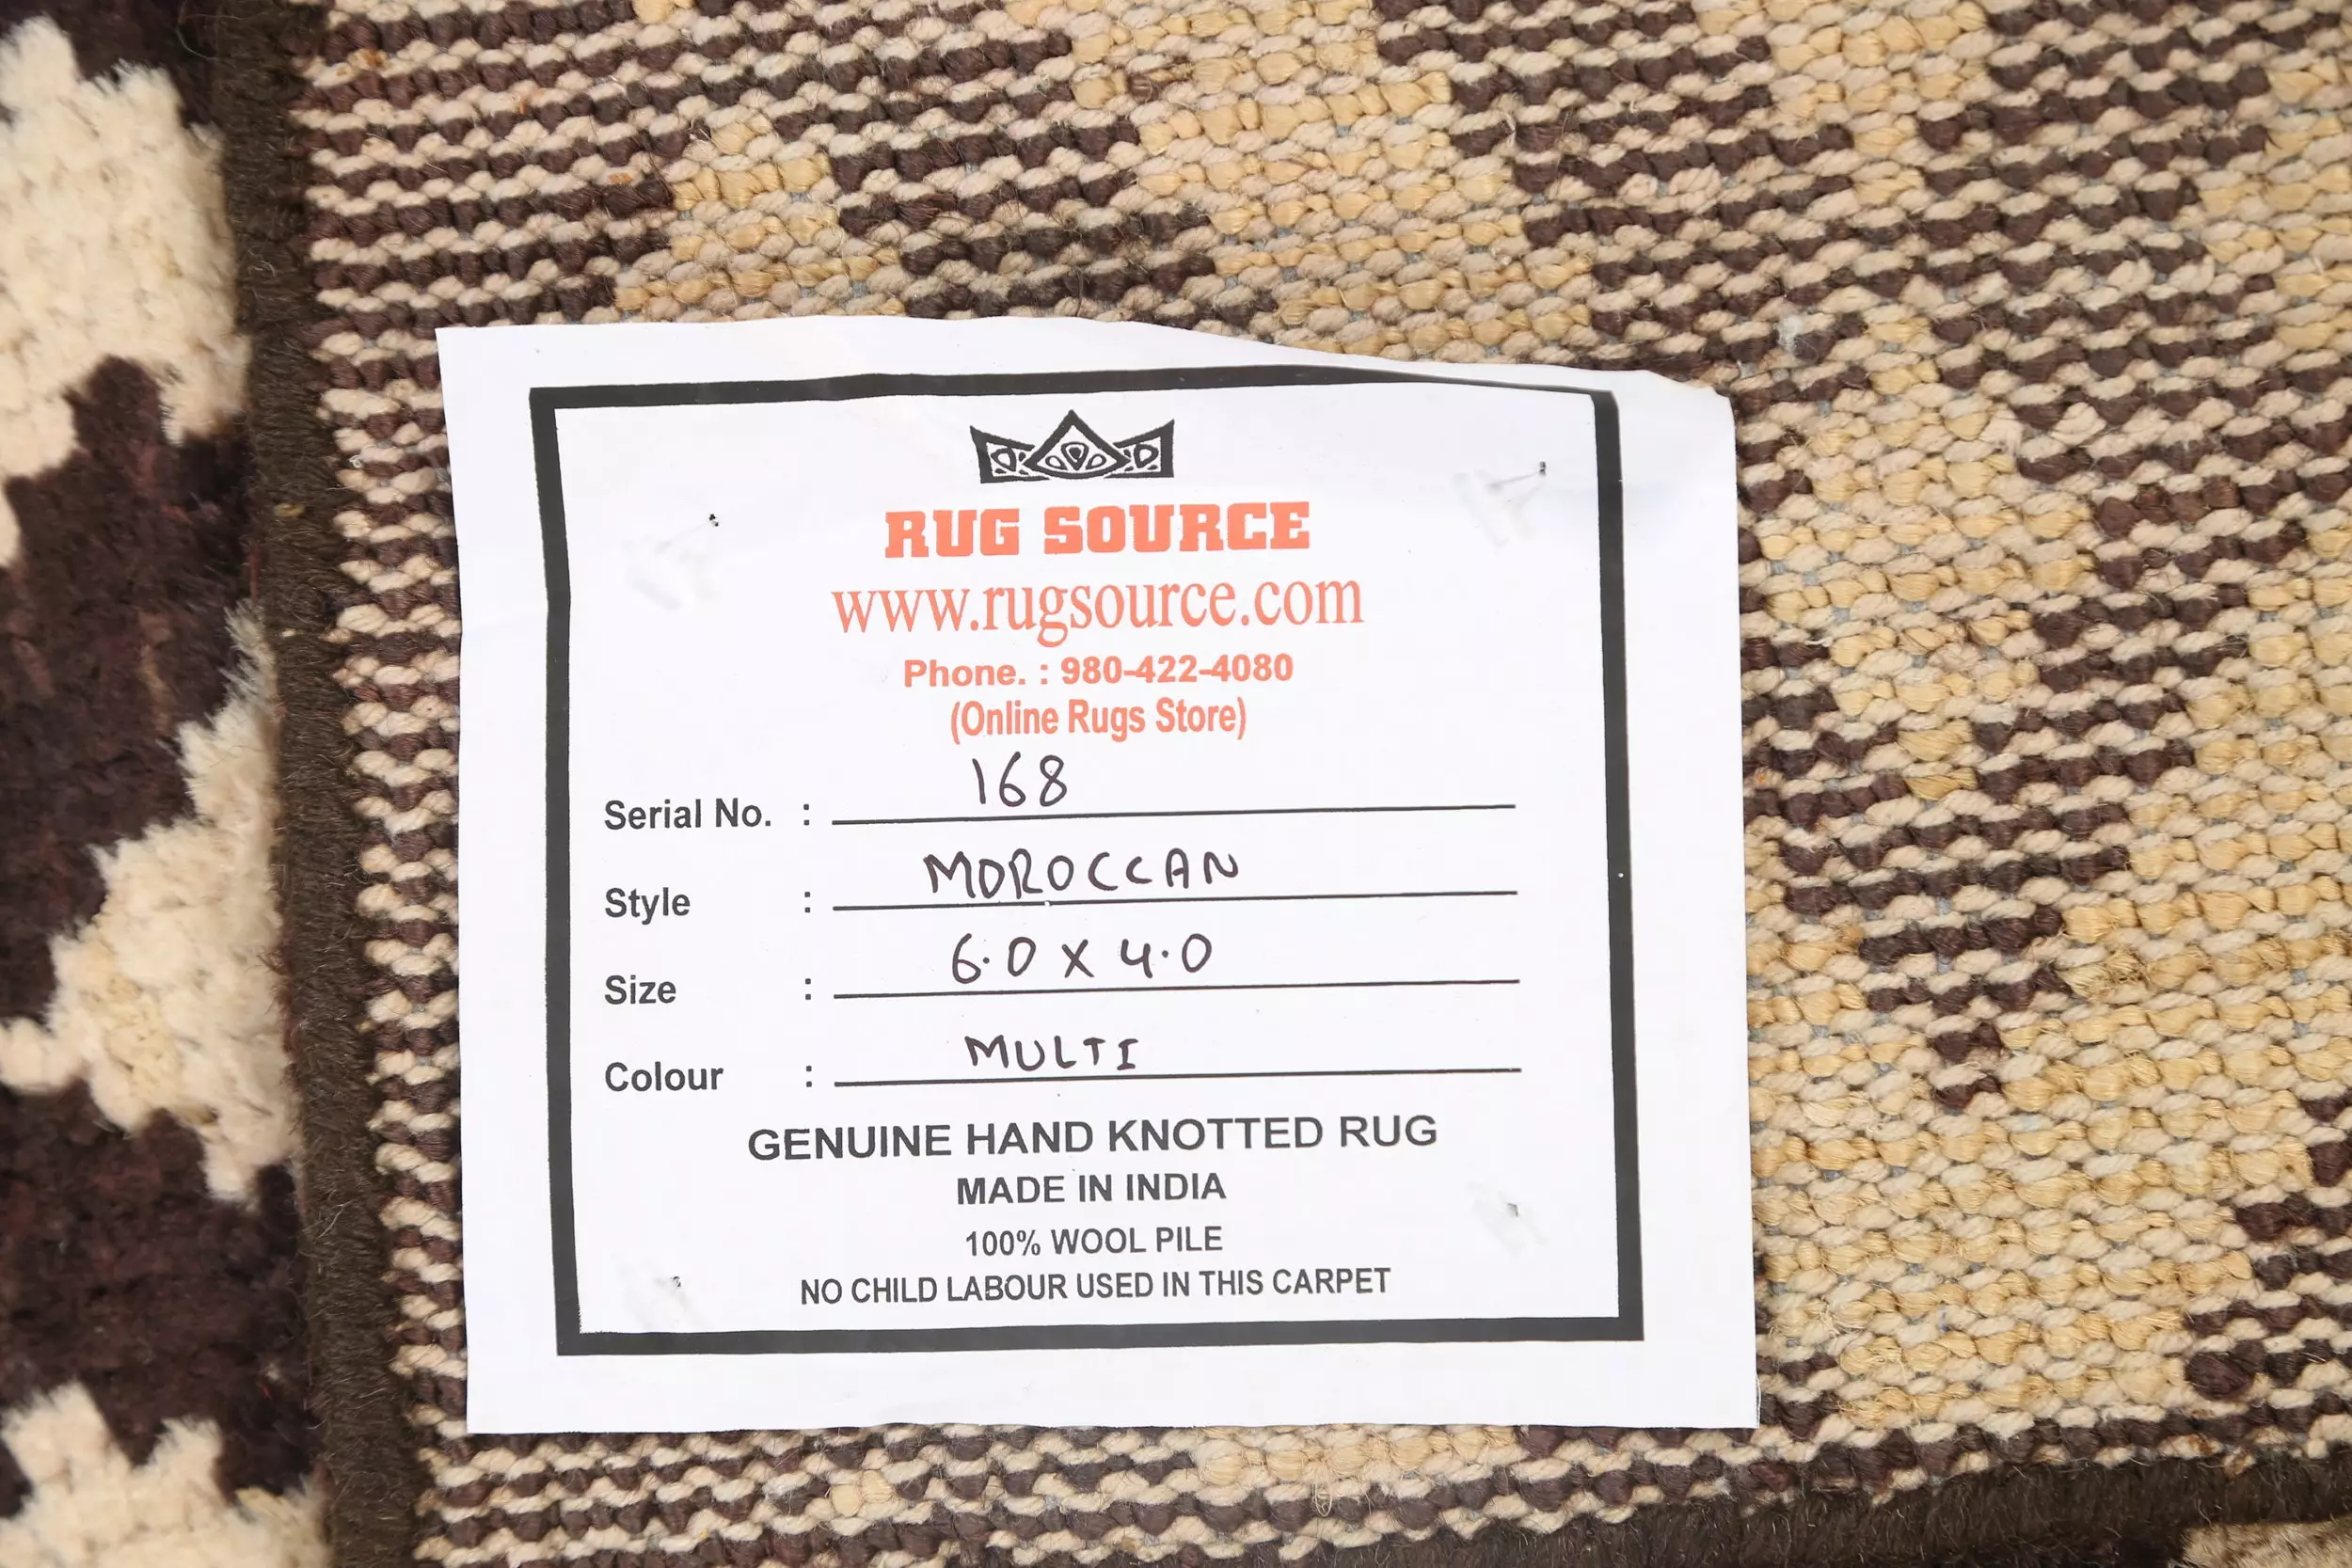 RUG SOURCE
www.rugsource.com
Phone. : 980-422-4080
(Online Rugs Store)
Serial No. : 168
Style : MOROCCAN
Size : 6.0 X 4.0
Colour : MULTI
GENUINE HAND KNOTTED RUG
MADE IN INDIA
100% WOOL PILE
NO CHILD LABOUR USED IN THIS CARPET